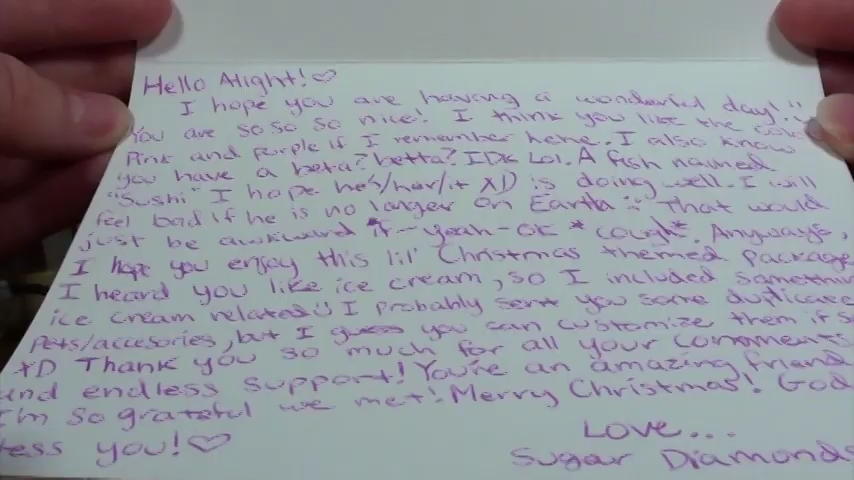 Hello Alight! ♡
I hope you are having a wonderful day! :)
You are so so so nice! I think you like the colors
Pink and purple if I remember here. I also know
you have a beta? betta? IDK Lol. A fish named
"Sushi" I hope he's/her/it XD is doing well. I will
feel bad if he is no longer on Earth :: That would
just be awkward if - yeah - ok *cough*. Anyways,
I hope you enjoy this lil' Christmas themed package
I heard you like ice cream, so I included somethin
ice cream related :) I probably sent you some duplicate
Pets/accesories, but I guess you can customize them if s
XD Thank you so much for all your comments
and endless support! You're an amazing friend
I'm so grateful we met! Merry Christmas! God
less you! ♡
Love...
Sugar Diamonds